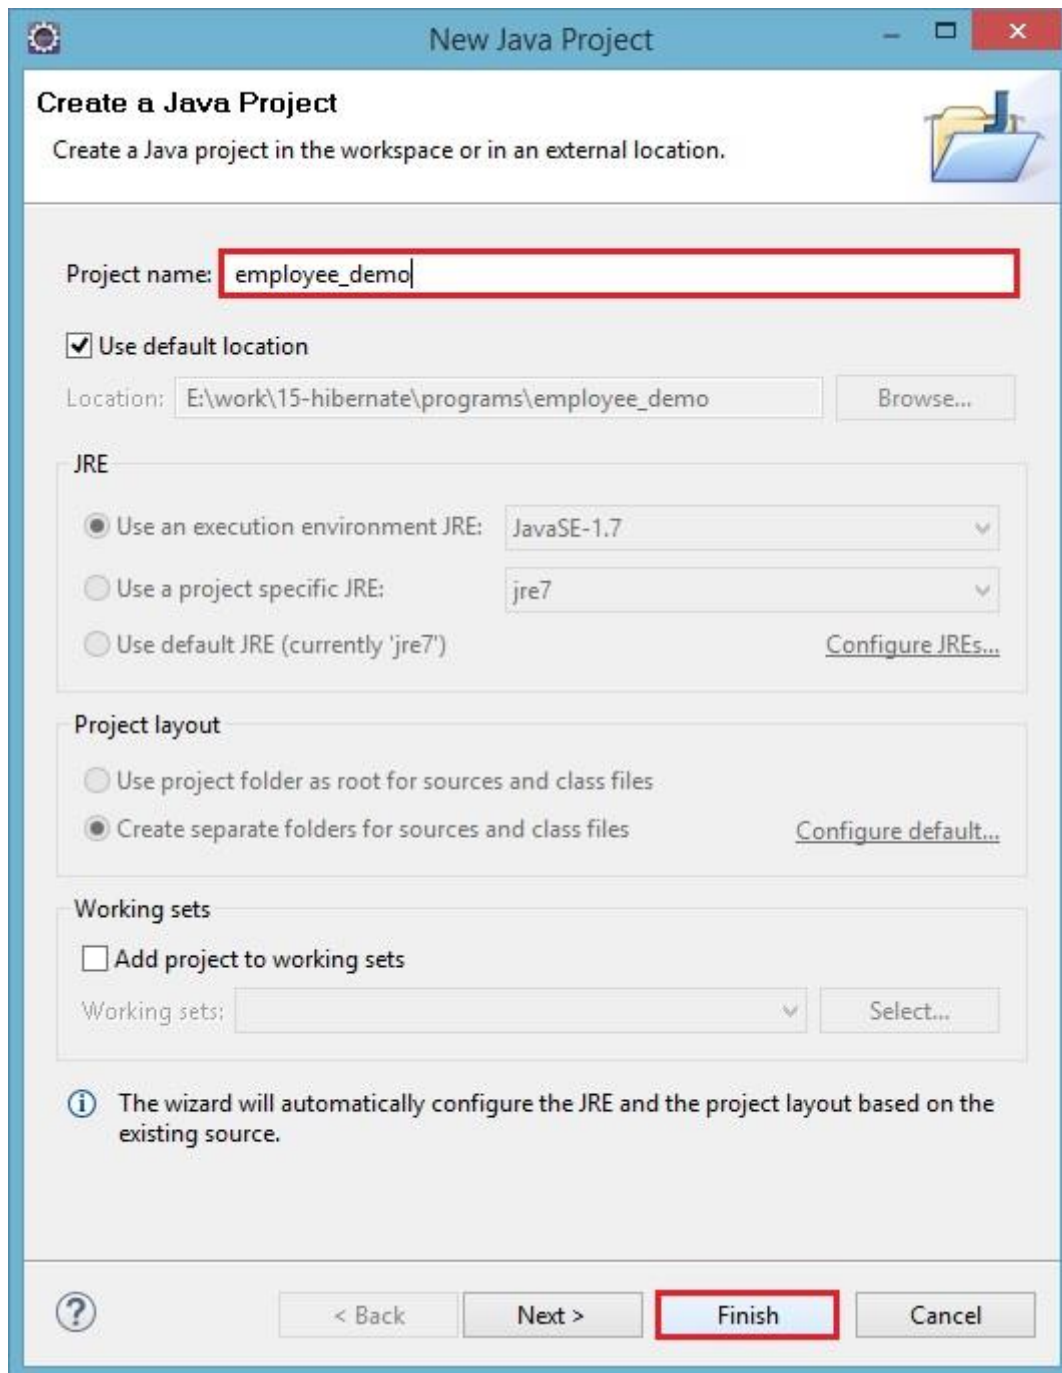 New Java Project
Create a Java Project
Create a Java project in the workspace or in an external location.
Project name: employee_demo
Use default location
Location: E:\work\15-hibernate\programs\employee_demo Browse...
JRE
Use an execution environment JRE: JavaSE-1.7
Use a project specific JRE: jre7
Use default JRE (currently 'jre7') Configure JREs...
Project layout
Use project folder as root for sources and class files
Create separate folders for sources and class files Configure default...
Working sets
Add project to working sets
Working sets: Select...
The wizard will automatically configure the JRE and the project layout based on the
existing source.
? < Back Next > Finish Cancel